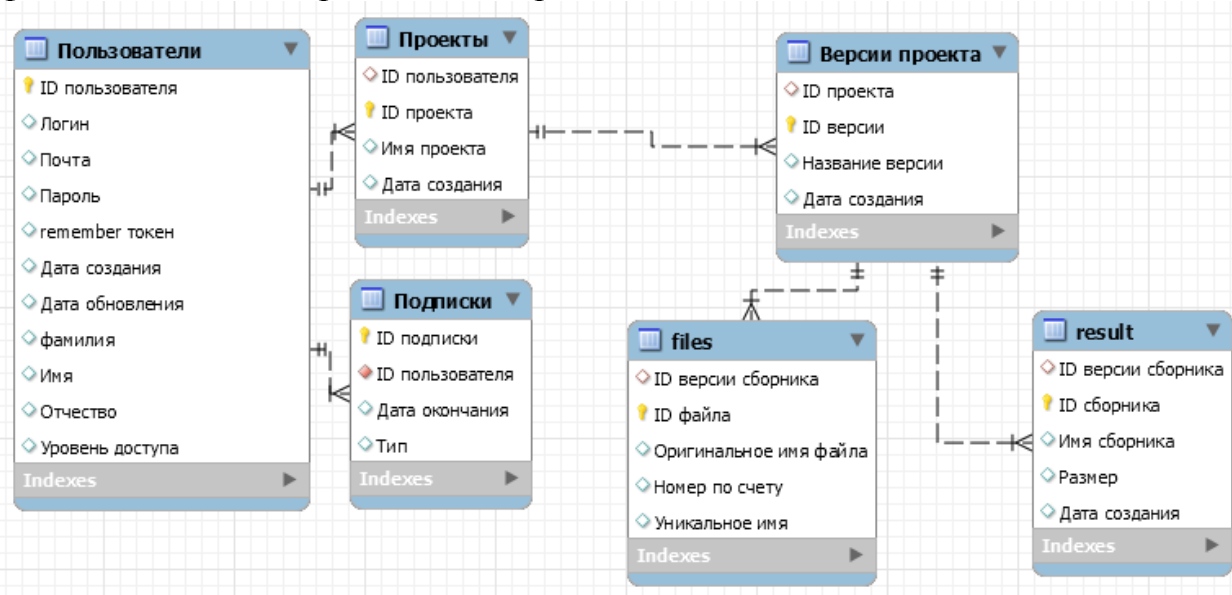 Пользователи
ID пользователя
Логин
Почта
Пароль
remember токен
Дата создания
Дата обновления
фамилия
Имя
Отчество
Уровень доступа
Indexes
Проекты
ID пользователя
ID проекта
Имя проекта
Дата создания
Indexes
Подписки
ID подписки
ID пользователя
Дата окончания
Тип
Indexes
Версии проекта
ID проекта
ID версии
Название версии
Дата создания
Indexes
files
ID версии сборника
ID файла
Оригинальное имя файла
Номер по счету
Уникальное имя
Indexes
result
ID версии сборника
ID сборника
Имя сборника
Размер
Дата создания
Indexes